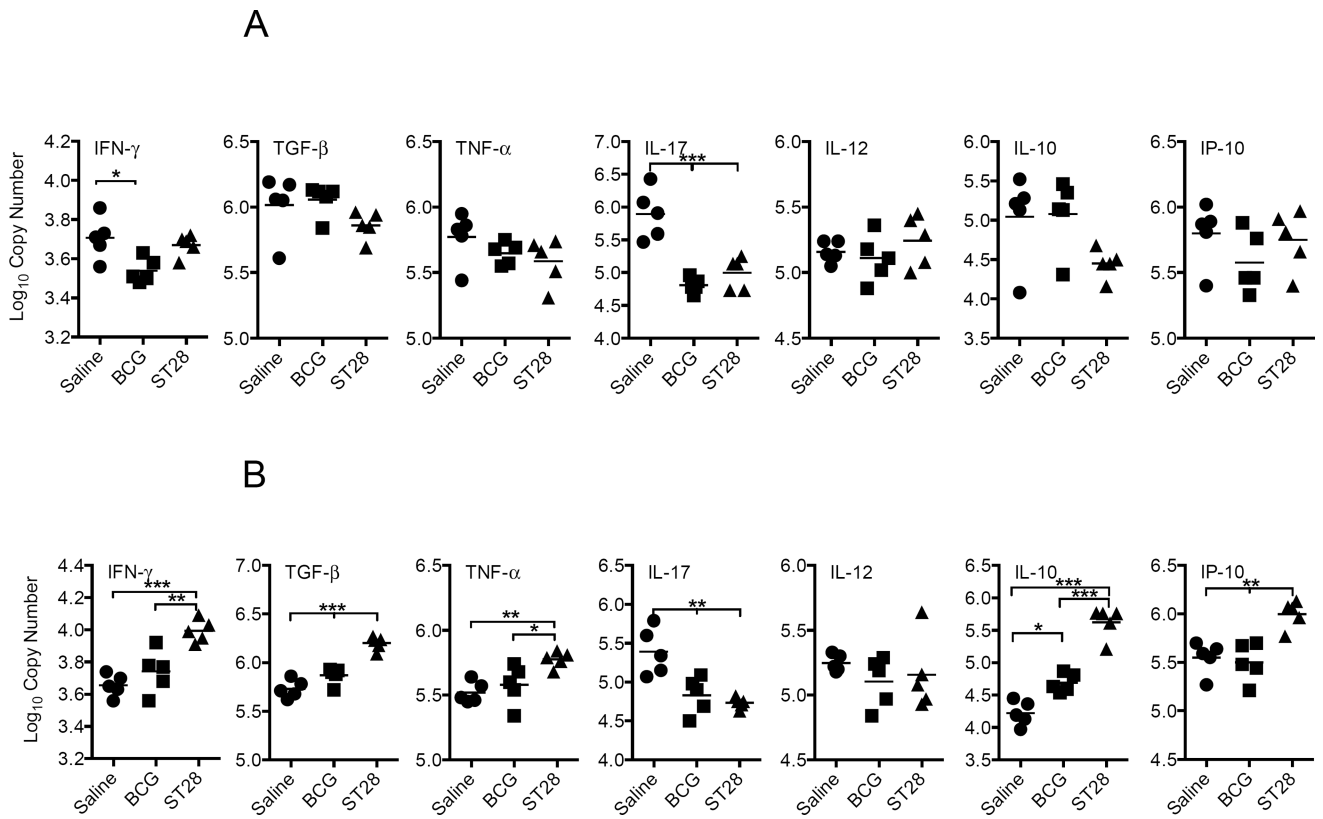 A
IFN-γ
TGF-β
TNF-α
IL-17
IL-12
IL-10
IP-10
*
***
Log10 Copy Number
4.2
4.0
3.8
3.6
3.4
3.2
6.5
6.0
5.5
5.0
6.5
6.0
5.5
5.0
7.0
6.5
6.0
5.5
5.0
4.5
4.0
6.0
5.5
5.0
4.5
6.0
5.5
5.0
4.5
4.0
3.5
6.5
6.0
5.5
5.0
Saline BCG ST28
Saline BCG ST28
Saline BCG ST28
Saline BCG ST28
Saline BCG ST28
Saline BCG ST28
Saline BCG ST28
B
IFN-γ
TGF-β
TNF-α
IL-17
IL-12
IL-10
IP-10
***
**
***
**
*
**
***
***
*
**
Log10 Copy Number
4.4
4.2
4.0
3.8
3.6
3.4
3.2
7.0
6.5
6.0
5.5
5.0
6.5
6.0
5.5
5.0
6.5
6.0
5.5
5.0
4.5
4.0
6.0
5.5
5.0
4.5
6.5
6.0
5.5
5.0
4.5
4.0
3.5
6.5
6.0
5.5
5.0
4.5
Saline BCG ST28
Saline BCG ST28
Saline BCG ST28
Saline BCG ST28
Saline BCG ST28
Saline BCG ST28
Saline BCG ST28